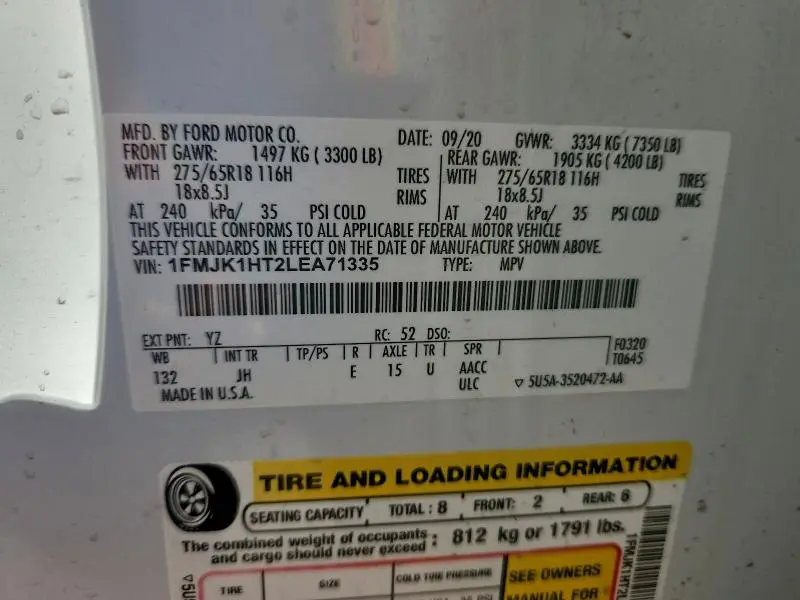 MFD. BY FORD MOTOR CO. DATE: 09/20 GVWR: 3334 KG ( 7350 LB)
FRONT GAWR: 1497 KG ( 3300 LB) REAR GAWR: 1905 KG ( 4200 LB)
WITH 275/65R18 116H TIRES WITH 275/65R18 116H TIRES
18x8.5J RIMS 18x8.5J RIMS
AT 240 kPa/ 35 PSI COLD AT 240 kPa/ 35 PSI COLD
THIS VEHICLE CONFORMS TO ALL APPLICABLE FEDERAL MOTOR VEHICLE
SAFETY STANDARDS IN EFFECT ON THE DATE OF MANUFACTURE SHOWN ABOVE.
VIN: 1FMJK1HT2LEA71335 TYPE: MPV
EXT PNT: YZ RC: 52 DSO: F0320
WB INT TR TP/PS R AXLE TR SPR T0645
132 JH E 15 U AACC
ULC ▽ 5U5A-3520472-AA
MADE IN U.S.A.
TIRE AND LOADING INFORMATION
SEATING CAPACITY TOTAL : 8 FRONT: 2 REAR: 6
The combined weight of occupants and cargo should never exceed : 812 kg or 1791 lbs.
TIRE SIZE COLD TIRE PRESSURE SEE OWNERS
MANUAL FOR